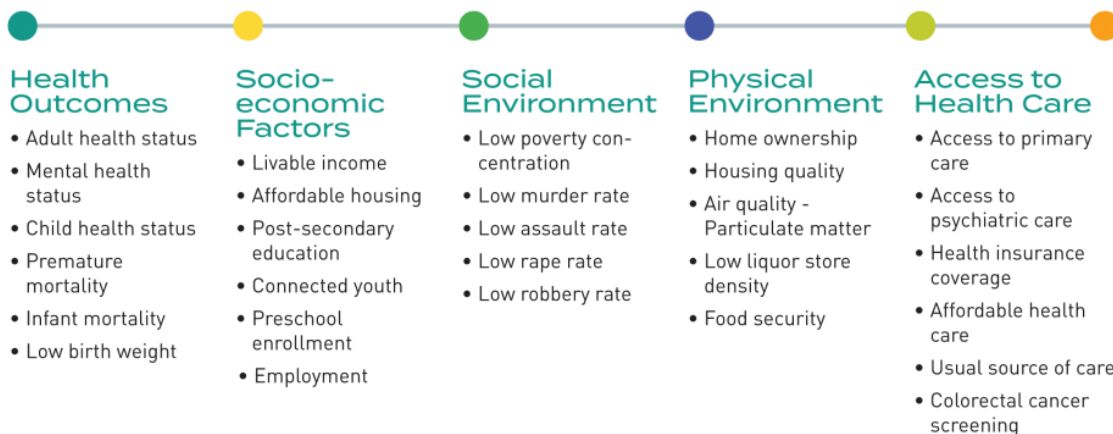 Health
Outcomes
• Adult health status
• Mental health
status
• Child health status
• Premature
mortality
• Infant mortality
• Low birth weight
Socio-
economic
Factors
• Livable income
• Affordable housing
• Post-secondary
education
• Connected youth
• Preschool
enrollment
• Employment
Social
Environment
• Low poverty con-
centration
• Low murder rate
• Low assault rate
• Low rape rate
• Low robbery rate
Physical
Environment
• Home ownership
• Housing quality
• Air quality -
Particulate matter
• Low liquor store
density
• Food security
Access to
Health Care
• Access to primary
care
• Access to
psychiatric care
• Health insurance
coverage
• Affordable health
care
• Usual source of care
• Colorectal cancer
screening